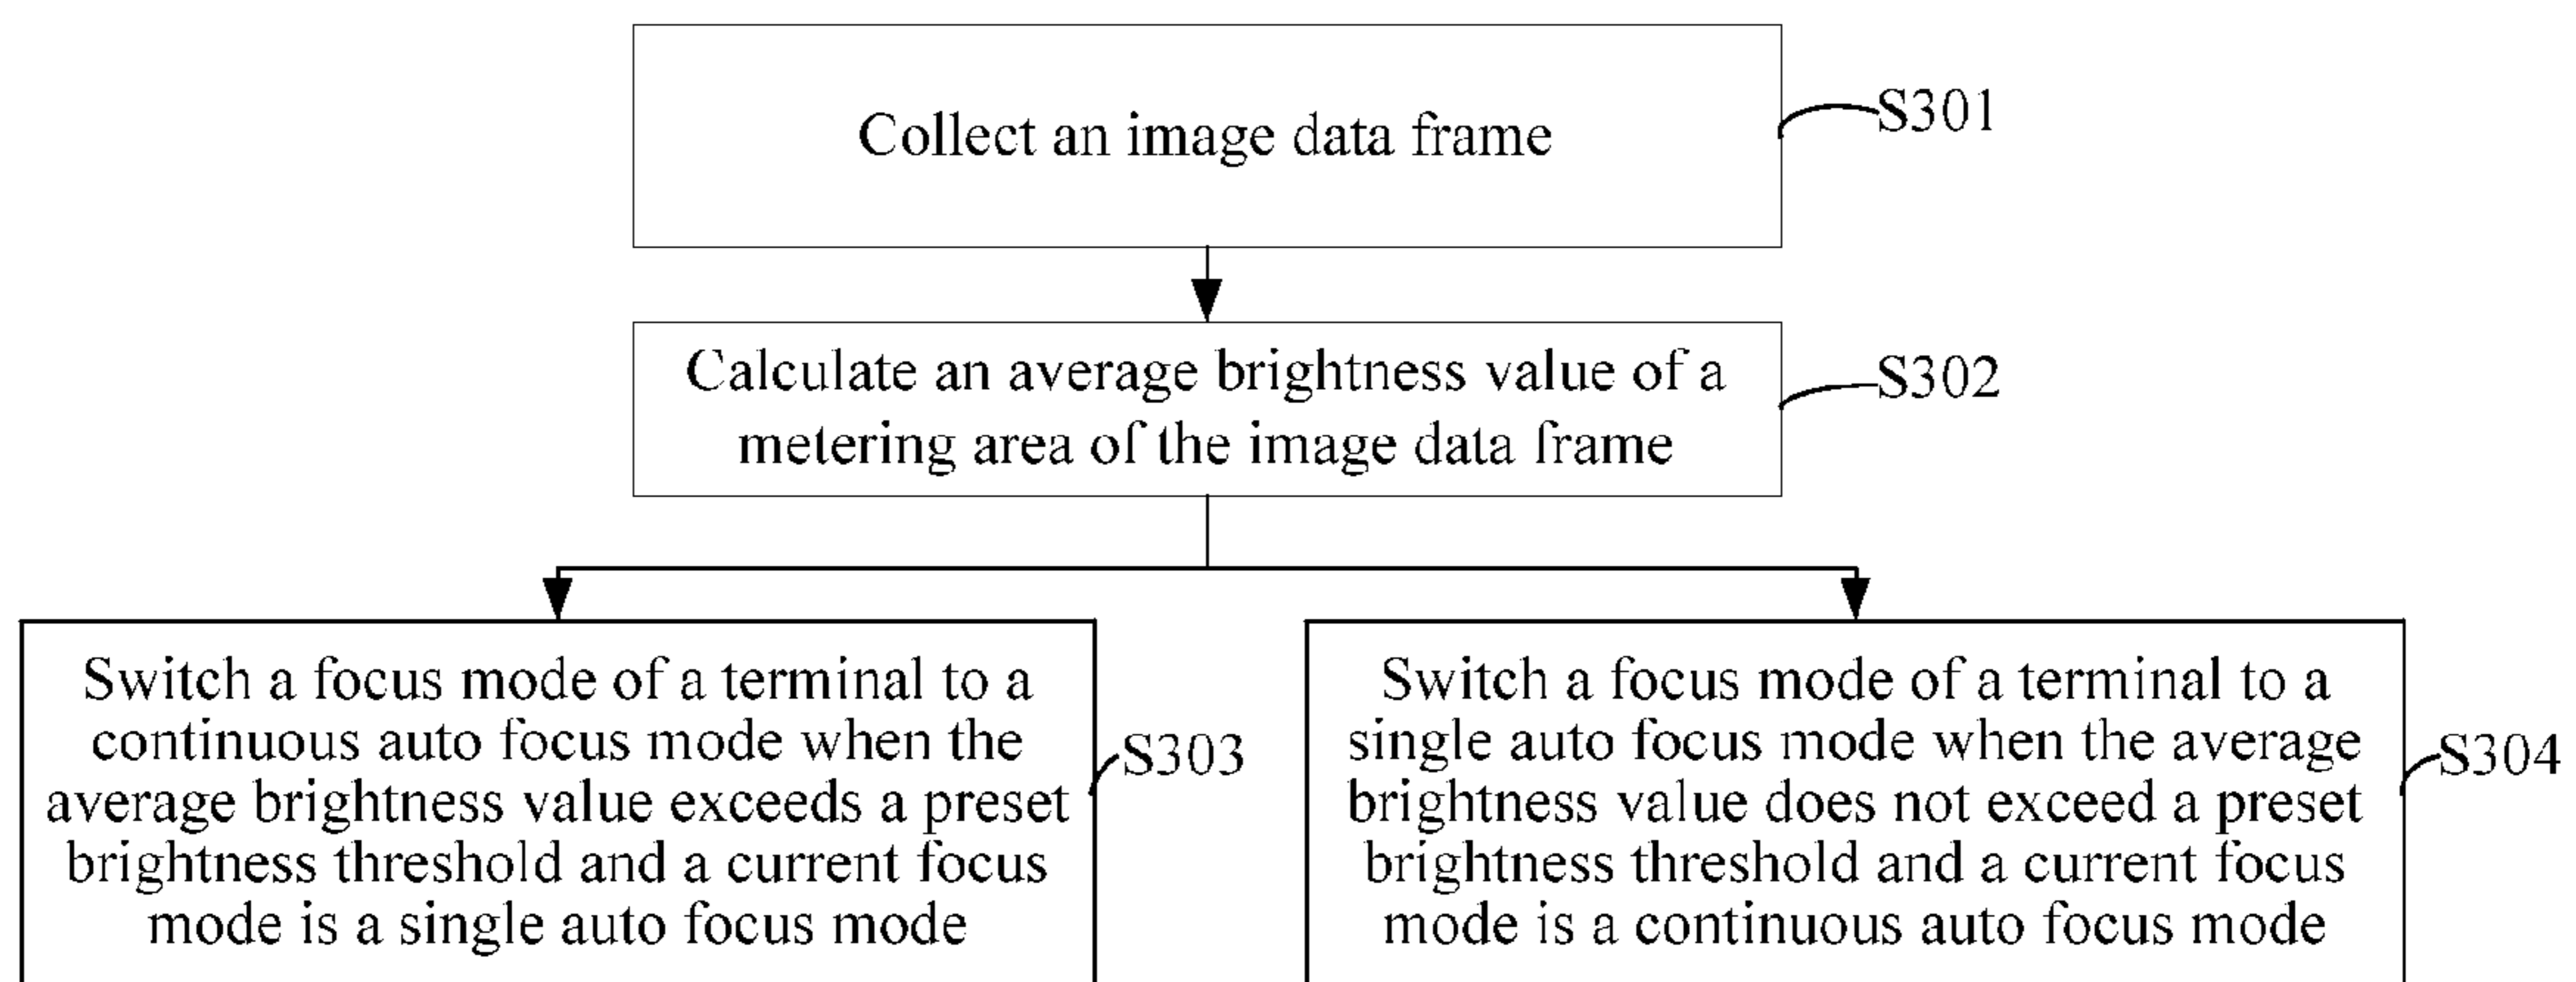 Collect an image data frame
S301
Calculate an average brightness value of a
metering area of the image data frame
S302
Switch a focus mode of a terminal to a
continuous auto focus mode when the
average brightness value exceeds a preset
brightness threshold and a current focus
mode is a single auto focus mode
S303
Switch a focus mode of a terminal to a
single auto focus mode when the average
brightness value does not exceed a preset
brightness threshold and a current focus
mode is a continuous auto focus mode
S304